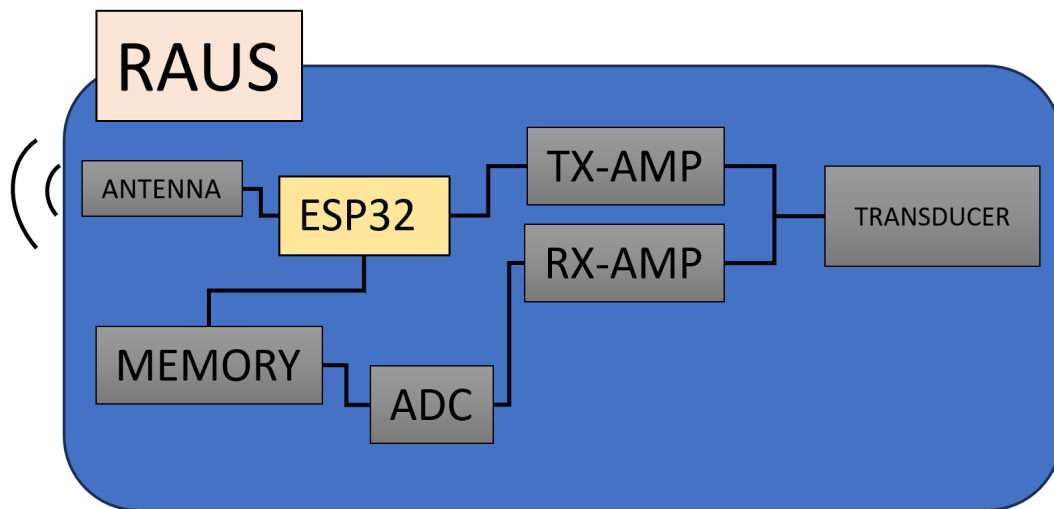 RAUS
ANTENNA
ESP32
TX-AMP
RX-AMP
TRANSDUCER
MEMORY
ADC